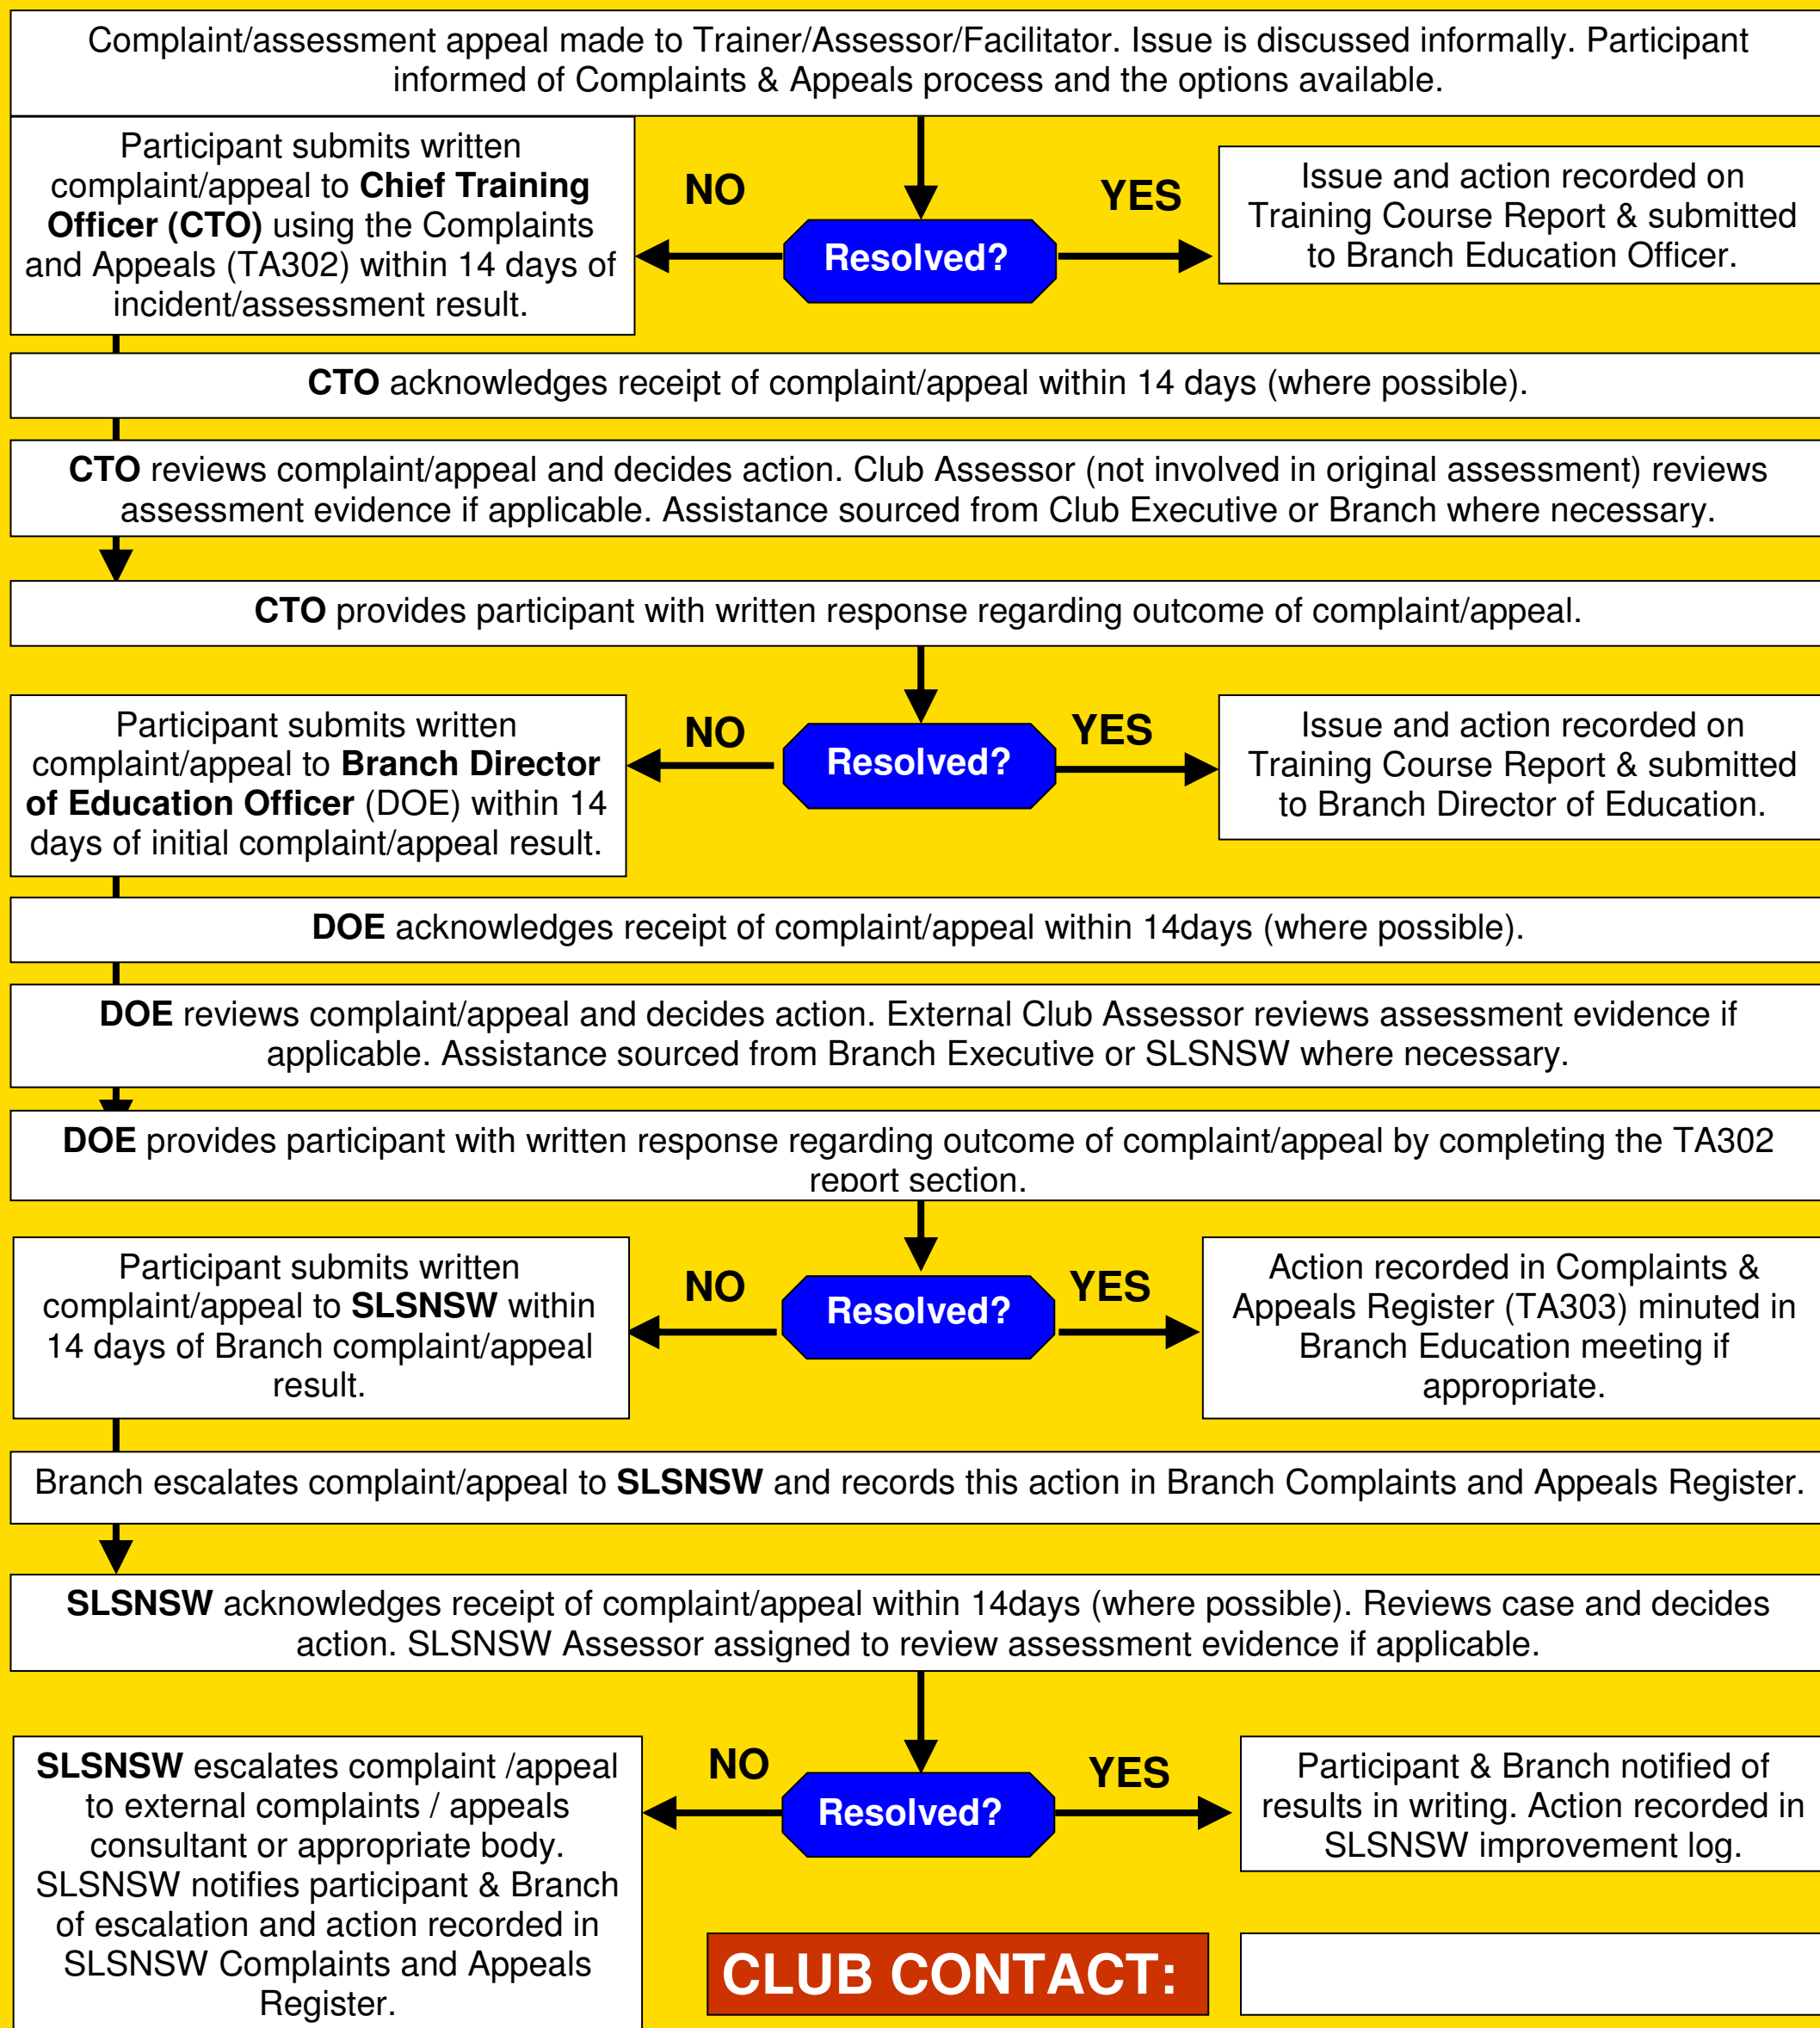 Complaint/assessment appeal made to Trainer/Assessor/Facilitator. Issue is discussed informally. Participant
informed of Complaints & Appeals process and the options available.
Participant submits written
complaint/appeal to Chief Training
Officer (CTO) using the Complaints
and Appeals (TA302) within 14 days of
incident/assessment result.
NO
Resolved?
YES
Issue and action recorded on
Training Course Report & submitted
to Branch Education Officer.
CTO acknowledges receipt of complaint/appeal within 14 days (where possible).
CTO reviews complaint/appeal and decides action. Club Assessor (not involved in original assessment) reviews
assessment evidence if applicable. Assistance sourced from Club Executive or Branch where necessary.
CTO provides participant with written response regarding outcome of complaint/appeal.
Participant submits written
complaint/appeal to Branch Director
of Education Officer (DOE) within 14
days of initial complaint/appeal result.
NO
Resolved?
YES
Issue and action recorded on
Training Course Report & submitted
to Branch Director of Education.
DOE acknowledges receipt of complaint/appeal within 14days (where possible).
DOE reviews complaint/appeal and decides action. External Club Assessor reviews assessment evidence if
applicable. Assistance sourced from Branch Executive or SLSNSW where necessary.
DOE provides participant with written response regarding outcome of complaint/appeal by completing the TA302
report section.
Participant submits written
complaint/appeal to SLSNSW within
14 days of Branch complaint/appeal
result.
NO
Resolved?
YES
Action recorded in Complaints &
Appeals Register (TA303) minuted in
Branch Education meeting if
appropriate.
Branch escalates complaint/appeal to SLSNSW and records this action in Branch Complaints and Appeals Register.
SLSNSW acknowledges receipt of complaint/appeal within 14days (where possible). Reviews case and decides
action. SLSNSW Assessor assigned to review assessment evidence if applicable.
SLSNSW escalates complaint /appeal
to external complaints / appeals
consultant or appropriate body.
SLSNSW notifies participant & Branch
of escalation and action recorded in
SLSNSW Complaints and Appeals
Register.
NO
Resolved?
YES
Participant & Branch notified of
results in writing. Action recorded in
SLSNSW improvement log.
CLUB CONTACT: